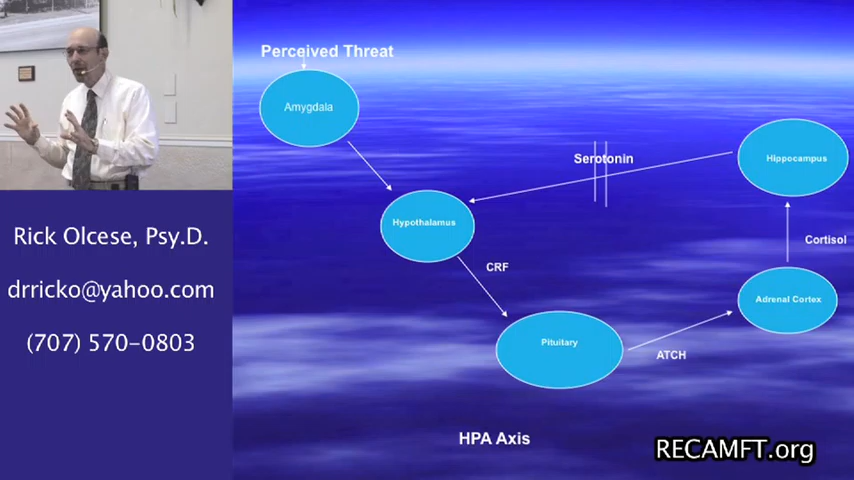 Perceived Threat
Amygdala
Serotonin
Hippocampus
Hypothalamus
Cortisol
CRF
Adrenal Cortex
Pituitary
ATCH
HPA Axis
Rick Olcese, Psy.D.
drricko@yahoo.com
(707) 570-0803
RECAMFT.org